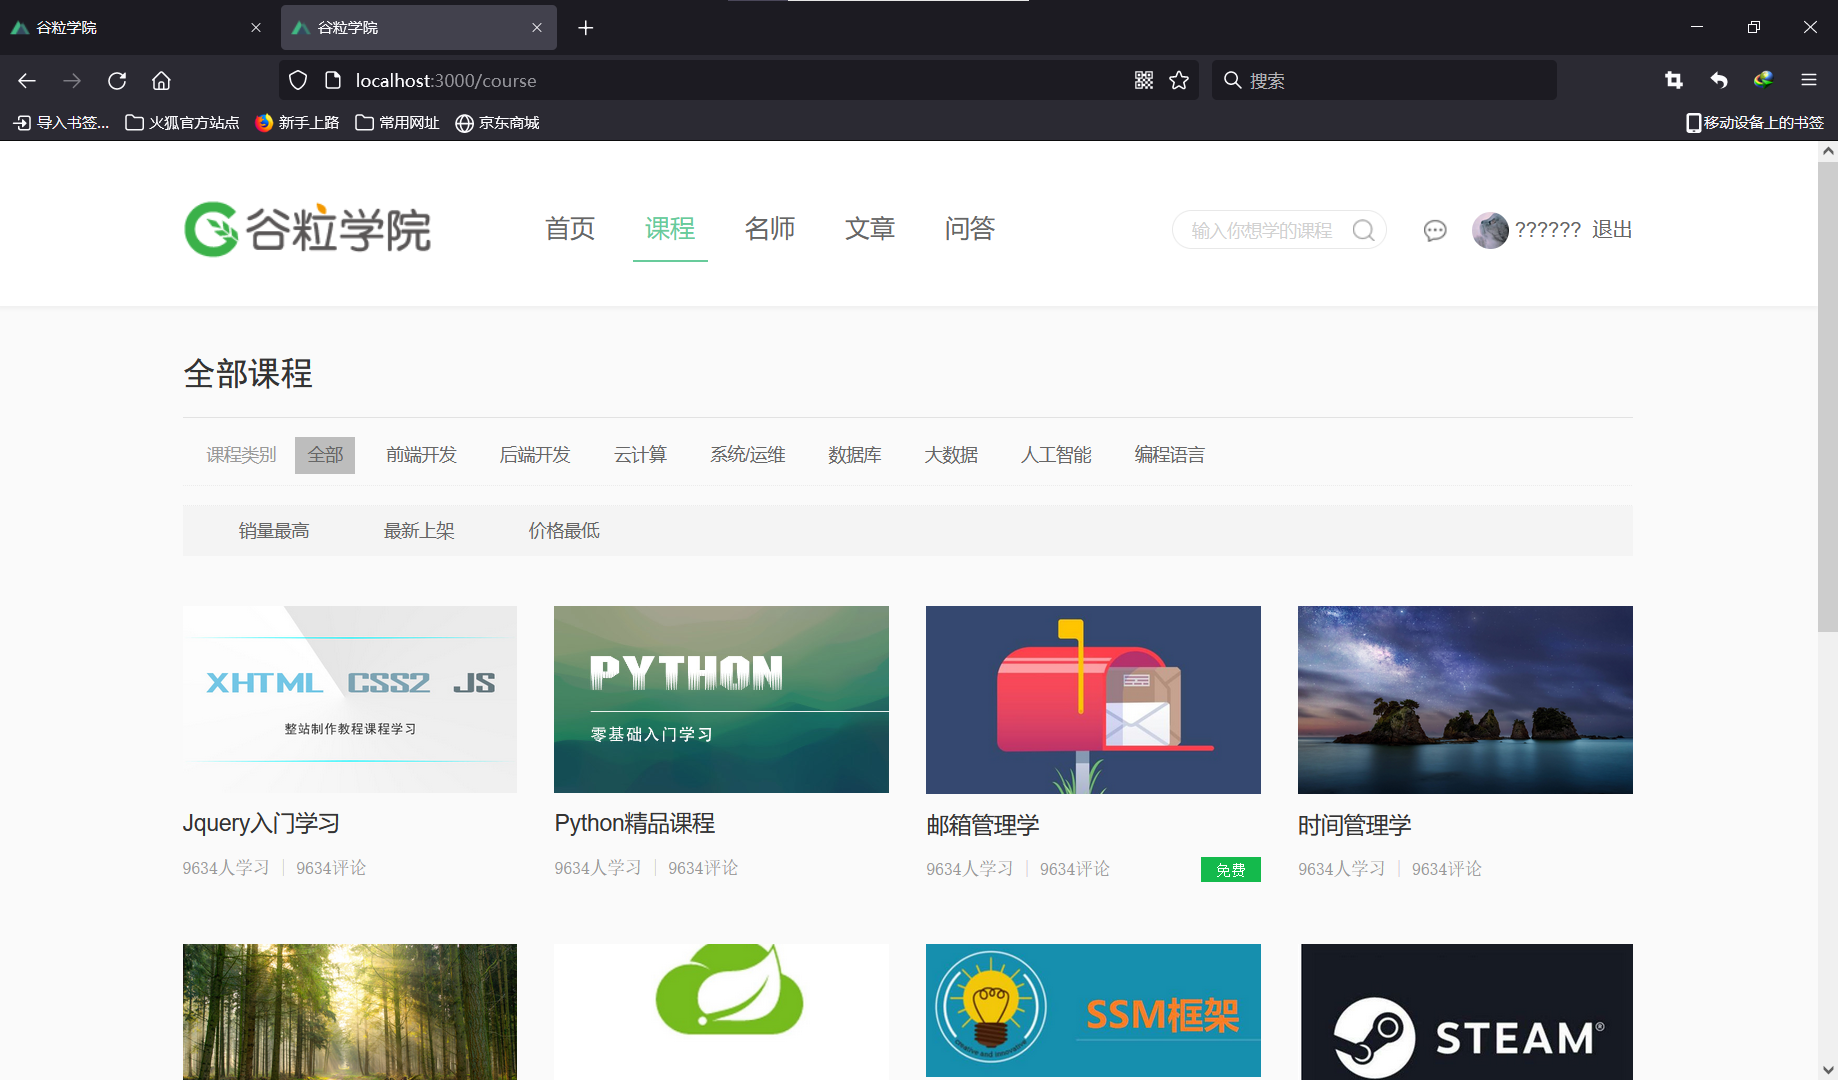 谷粒学院
谷粒学院
localhost:3000/course
搜索
导入书签...
火狐官方站点
新手上路
常用网址
京东商城
移动设备上的书签
谷粒学院
首页
课程
名师
文章
问答
输入你想学的课程
??????
退出
全部课程
课程类别
全部
前端开发
后端开发
云计算
系统/运维
数据库
大数据
人工智能
编程语言
销量最高
最新上架
价格最低
XHTML CSS2 JS
整站制作教程课程学习
PYTHON
零基础入门学习
Jquery入门学习
Python精品课程
邮箱管理学
时间管理学
9634人学习 | 9634评论
9634人学习 | 9634评论
9634人学习 | 9634评论
免费
9634人学习 | 9634评论
SSM框架
creative and innovative
STEAM®